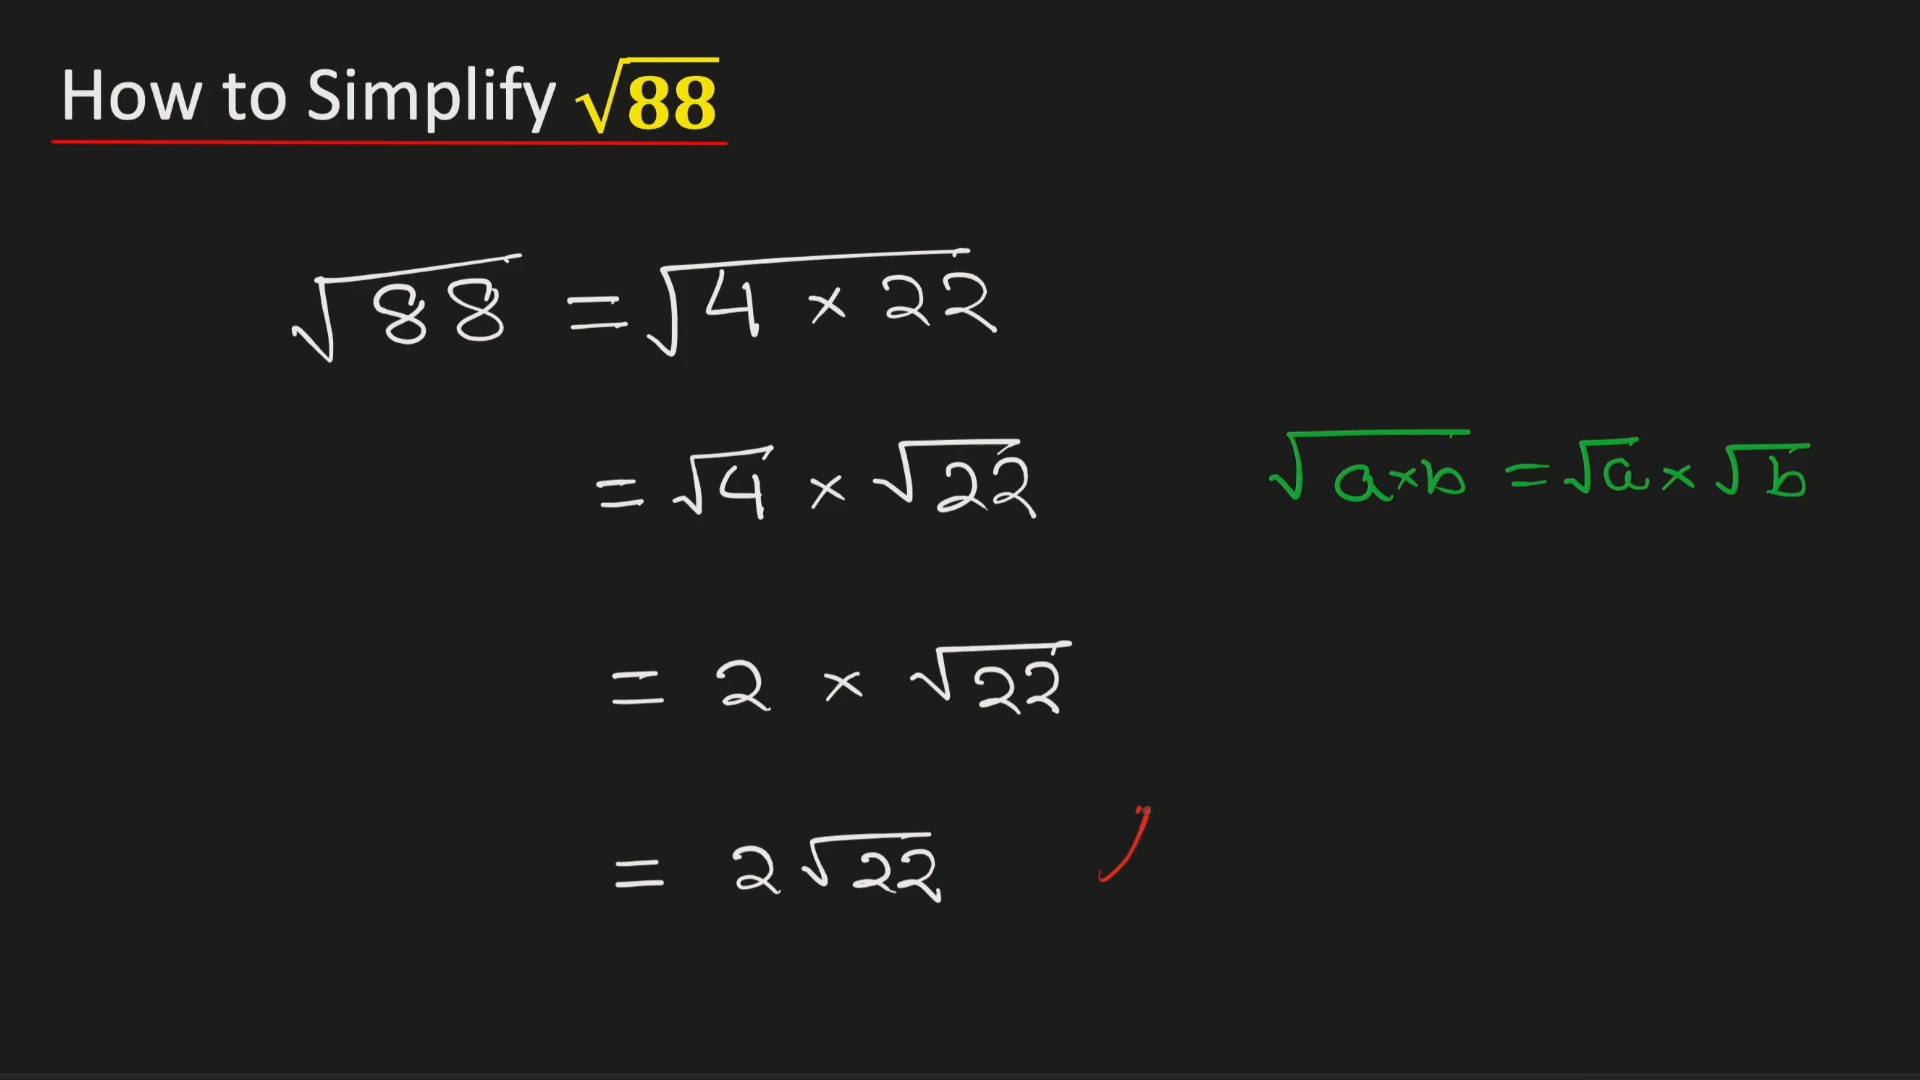 How to Simplify √88
√88 = √4 × 22
= √4 × √22
√a×b = √a × √b
= 2 × √22
= 2√22